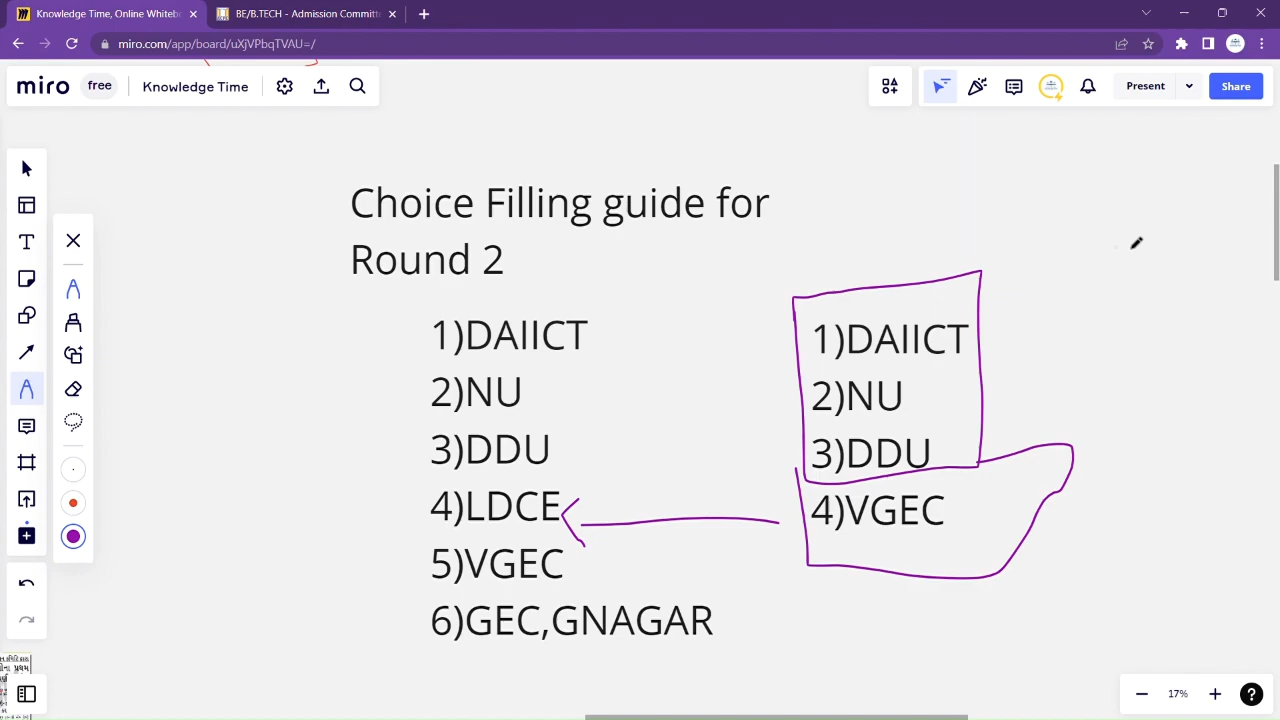 Knowledge Time, Online Whitebo
BE/B.TECH - Admission Committe
miro.com/app/board/uXjVPbqTVAU=/
miro free Knowledge Time
Present
Share
Choice Filling guide for
Round 2
1)DAIICT
2)NU
3)DDU
4)LDCE
5)VGEC
6)GEC,GNAGAR
1)DAIICT
2)NU
3)DDU
4)VGEC
17%